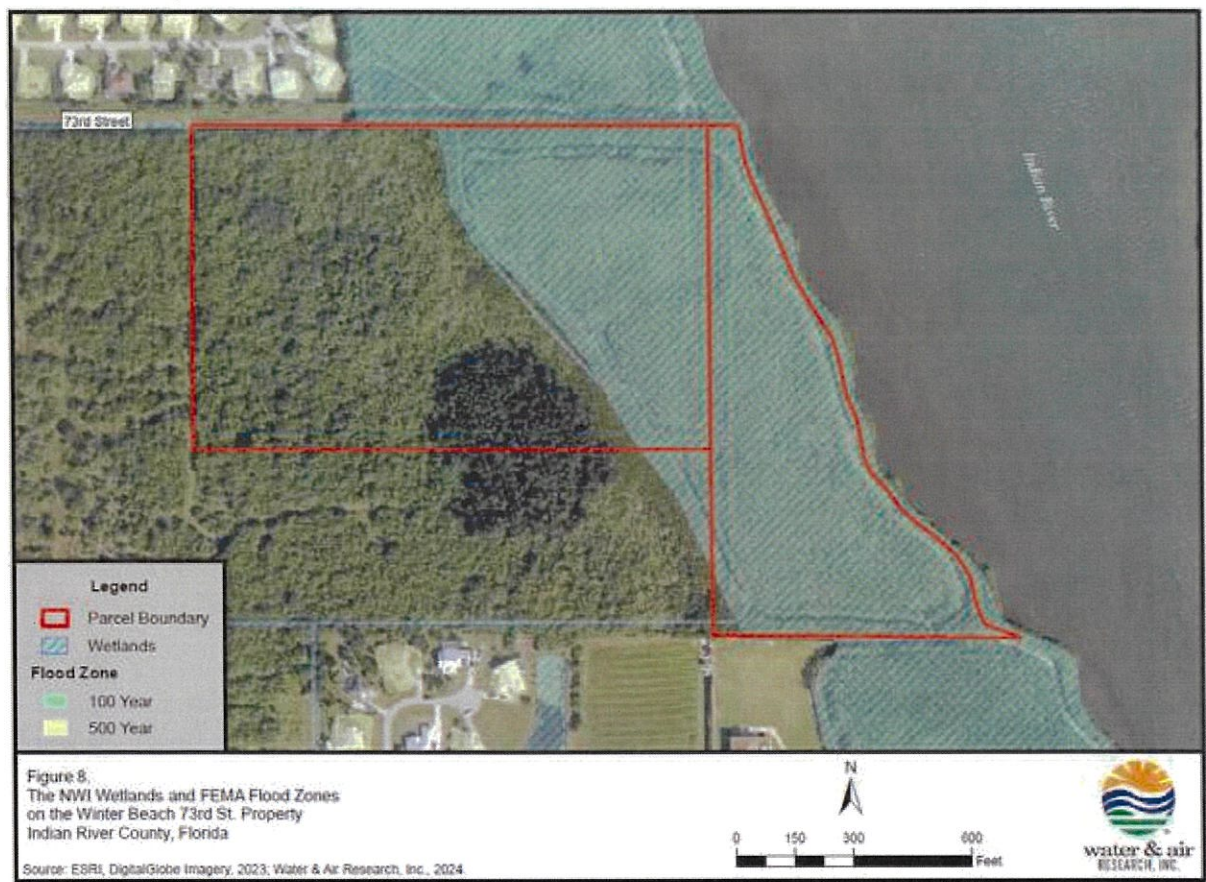 73rd Street
Indian River
Legend
Parcel Boundary
Wetlands
Flood Zone
100 Year
500 Year
Figure 8.
The NWI Wetlands and FEMA Flood Zones
on the Winter Beach 73rd St. Property
Indian River County, Florida
Source: ESRI, DigitalGlobe Imagery, 2023; Water & Air Research, Inc., 2024.
N
0 150 300 600
Feet
water & air
RESEARCH, INC.